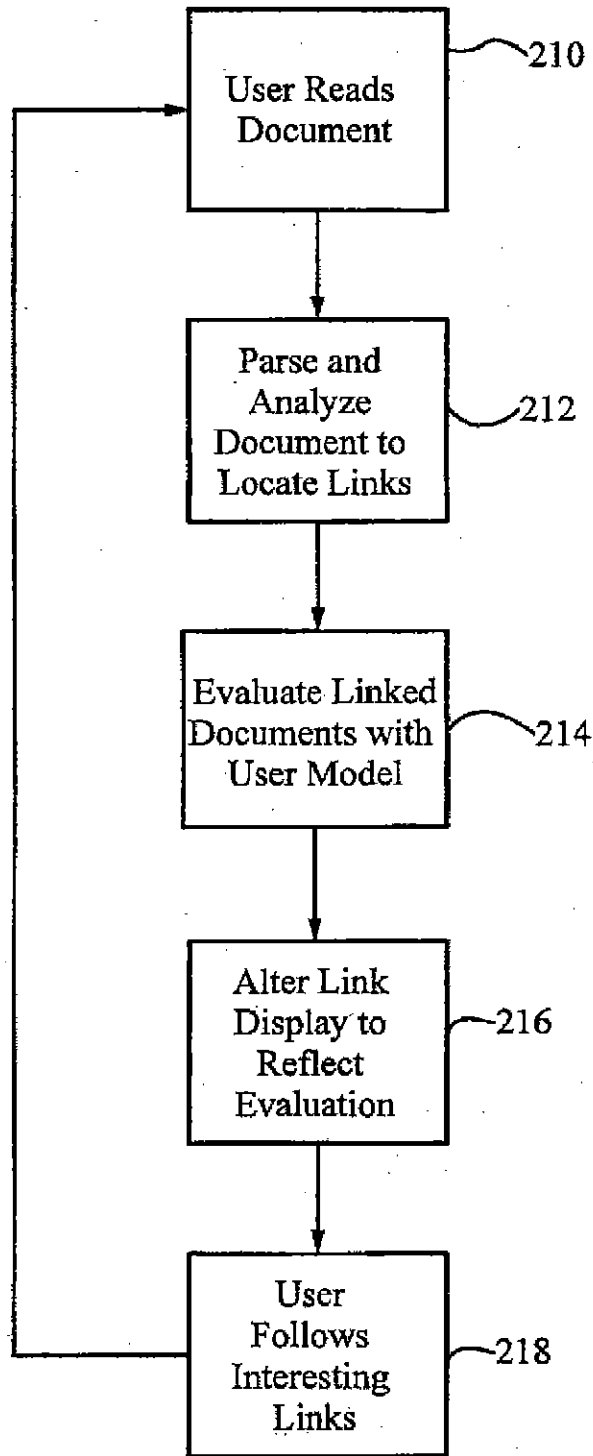 User Reads
Document
210
Parse and
Analyze
Document to
Locate Links
212
Evaluate Linked
Documents with
User Model
214
Alter Link
Display to
Reflect
Evaluation
216
User
Follows
Interesting
Links
218